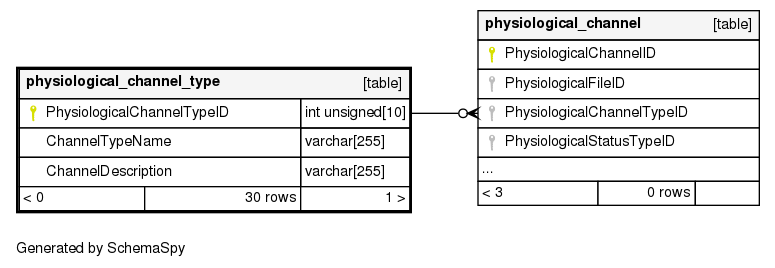 physiological_channel_type [table]
PhysiologicalChannelTypeID int unsigned[10]
ChannelTypeName varchar[255]
ChannelDescription varchar[255]
< 0 30 rows 1 >
physiological_channel [table]
PhysiologicalChannelID
PhysiologicalFileID
PhysiologicalChannelTypeID
PhysiologicalStatusTypeID
...
< 3 0 rows
Generated by SchemaSpy